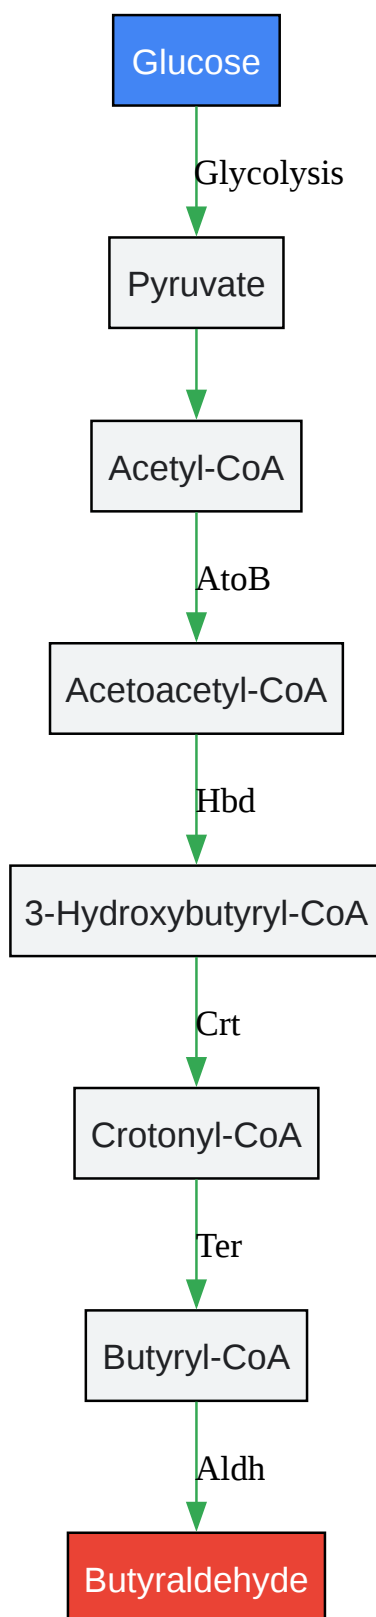 Glucose
Glycolysis
Pyruvate
Acetyl-CoA
AtoB
Acetoacetyl-CoA
Hbd
3-Hydroxybutyryl-CoA
Crt
Crotonyl-CoA
Ter
Butyryl-CoA
Aldh
Butyraldehyde